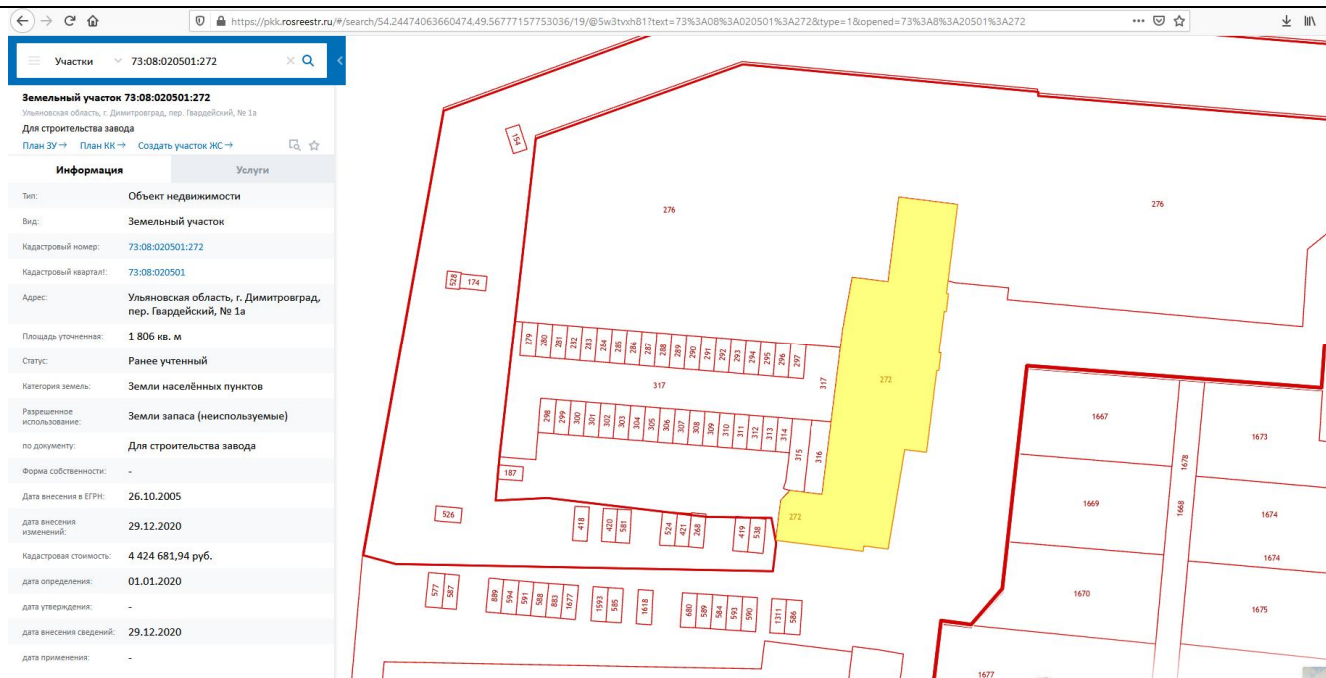 https://pkk.rosreestr.ru/#/search/54.24474063660474,49.56777157753036/19/@5w3tvxh81?text=73%3A08%3A020501%3A272&type=1&opened=73%3A8%3A20501%3A272
Участки 73:08:020501:272
Земельный участок 73:08:020501:272
Ульяновская область, г. Димитровград, пер. Гвардейский, № 1а
Для строительства завода
План ЗУ → План КК → Создать участок ЖС →
Информация Услуги
Тип: Объект недвижимости
Вид: Земельный участок
Кадастровый номер: 73:08:020501:272
Кадастровый квартал!: 73:08:020501
Адрес: Ульяновская область, г. Димитровград,
пер. Гвардейский, № 1а
Площадь уточненная: 1 806 кв. м
Статус: Ранее учтенный
Категория земель: Земли населённых пунктов
Разрешенное
использование: Земли запаса (неиспользуемые)
по документу: Для строительства завода
Форма собственности: -
Дата внесения в ЕГРН: 26.10.2005
дата внесения
изменений: 29.12.2020
Кадастровая стоимость: 4 424 681,94 руб.
дата определения: 01.01.2020
дата утверждения: -
дата внесения сведений: 29.12.2020
дата применения: -
154
276
276
528 174
179 280 281 232 283 284 285 286 287 288 289 290 291 292 293 294 295 296 297
317
317
272
298 299 300 301 302 303 304 305 306 307 308 309 310 311 312 313 314
315
316
187
526
418
420 581
524 421 268
419 538
272
577 587
889 594 591 588 883 1677
1593 585
1618
680 589 584 593 590
1311 586
1667
1678
1673
1669
1668
1674
1674
1670
1675
1677